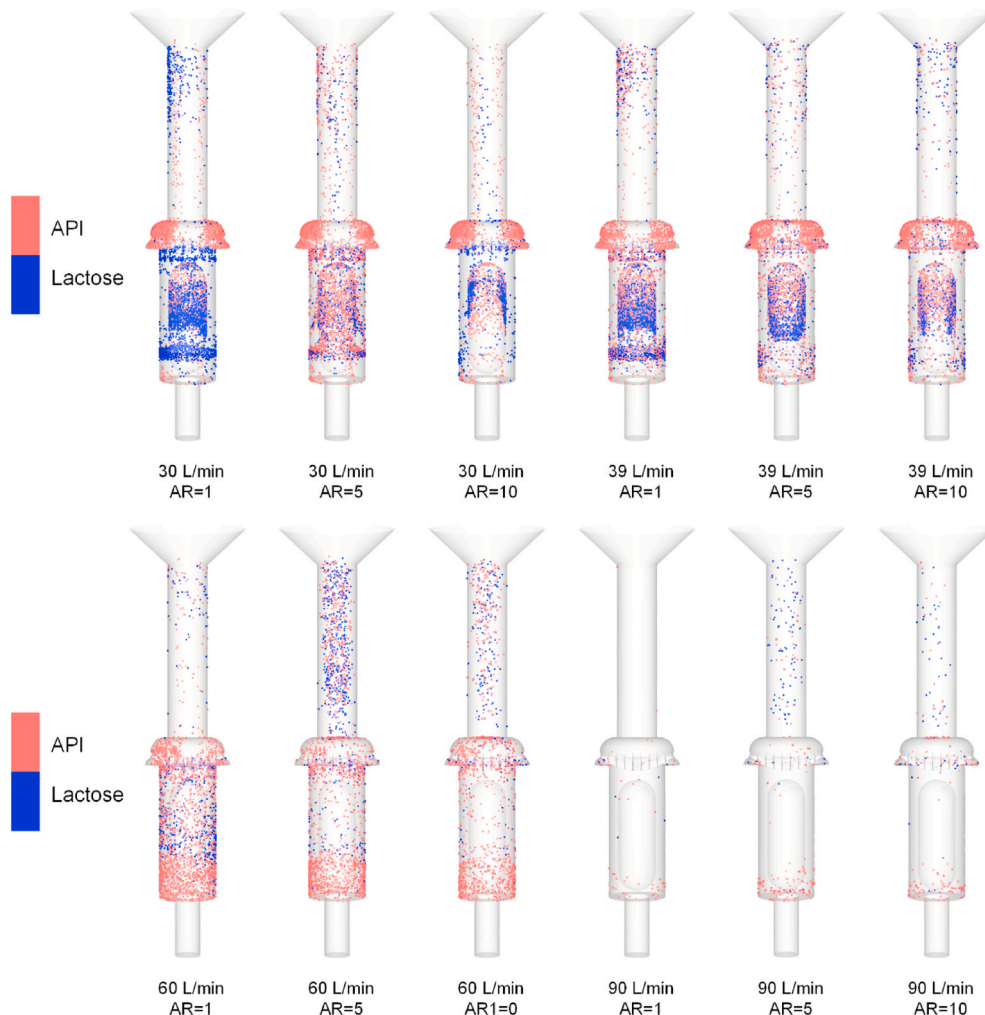 API
Lactose
30 L/min
AR=1
30 L/min
AR=5
30 L/min
AR=10
39 L/min
AR=1
39 L/min
AR=5
39 L/min
AR=10
API
Lactose
60 L/min
AR=1
60 L/min
AR=5
60 L/min
AR1=0
90 L/min
AR=1
90 L/min
AR=5
90 L/min
AR=10